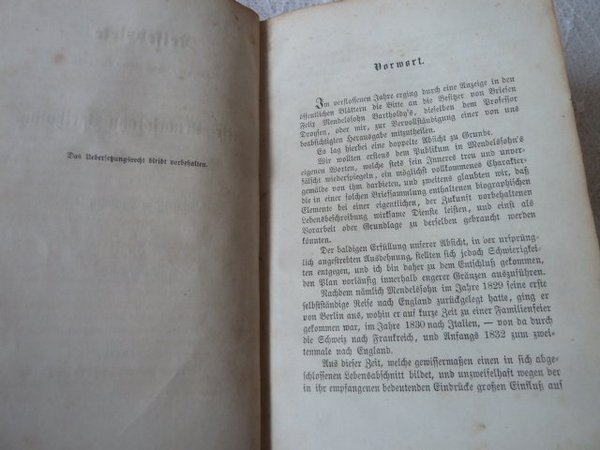 Das Uebersetzungsrecht bleibt vorbehalten.
Vorwort.
Im verflossenen Jahre erging durch eine Anzeige in den
öffentlichen Blättern die Bitte an die Besitzer von Briefen
Felix Mendelssohn Bartholdy's, dieselben dem Professor
Droysen, oder mir, zur Vervollständigung einer von uns
beabsichtigten Herausgabe mitzutheilen.
Es lag hierbei eine doppelte Absicht zu Grunde.
Wir wollten erstens dem Publikum in Mendelssohn's
eigenen Worten, welche stets sein Inneres treu und unver-
fälscht wiederspiegeln, ein möglichst vollkommenes Charakter-
gemälde von ihm darbieten, und zweitens glaubten wir, daß
die in einer solchen Briefsammlung enthaltenen biographischen
Elemente bei einer eigentlichen, der Zukunft vorbehaltenen
Lebensbeschreibung wirksame Dienste leisten, und einst als
Vorarbeit oder Grundlage zu derselben gebraucht werden
könnten.
Der baldigen Erfüllung unserer Absicht, in der ursprüng-
lich angestrebten Ausdehnung, stellten sich jedoch Schwierigkei-
ten entgegen, und ich bin daher zu dem Entschluß gekommen,
den Plan vorläufig innerhalb engerer Gränzen auszuführen.
Nachdem nämlich Mendelssohn im Jahre 1829 seine erste
selbstständige Reise nach England zurückgelegt hatte, ging er
von Berlin aus, wohin er auf kurze Zeit zu einer Familienfeier
gekommen war, im Jahre 1830 nach Italien, — von da durch
die Schweiz nach Frankreich, und Anfangs 1832 zum zwei-
tenmale nach England.
Aus dieser Zeit, welche gewissermaßen einen in sich abge-
schlossenen Lebensabschnitt bildet, und unzweifelhaft wegen der
in ihr empfangenen bedeutenden Eindrücke großen Einfluß auf